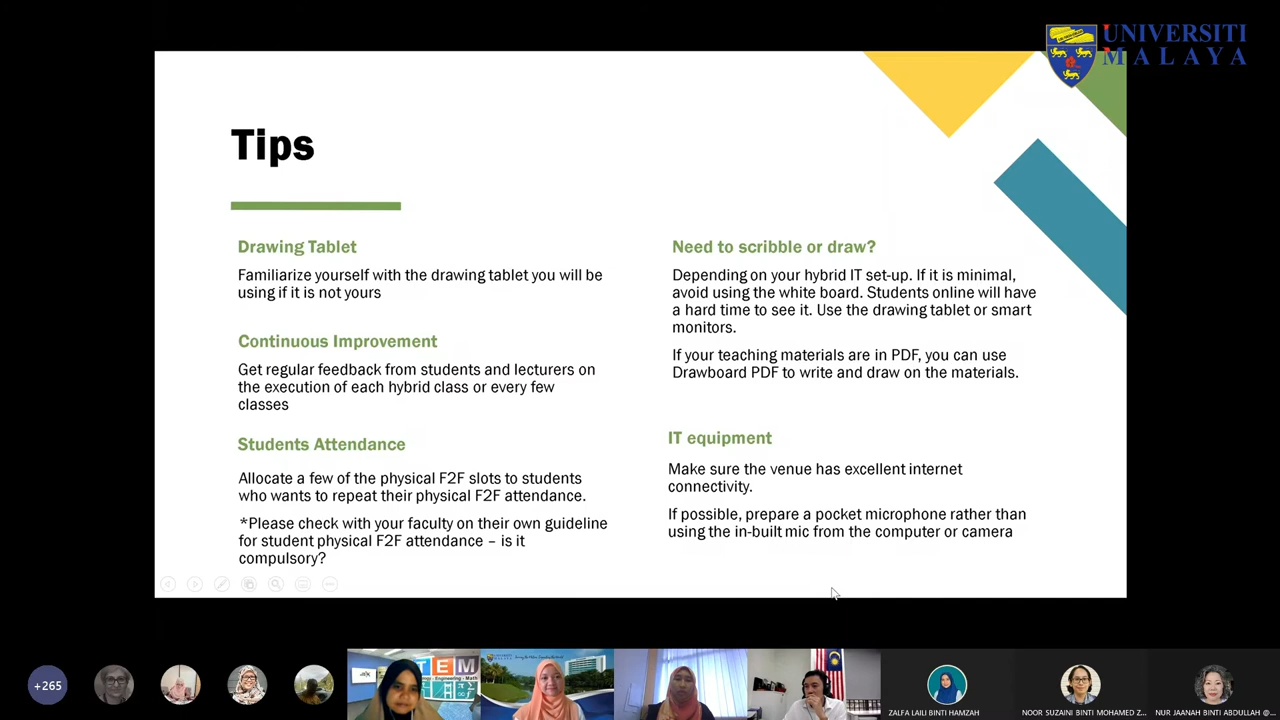 UNIVERSITI
MALAYA
Tips
Drawing Tablet
Familiarize yourself with the drawing tablet you will be
using if it is not yours
Continuous Improvement
Get regular feedback from students and lecturers on
the execution of each hybrid class or every few
classes
Students Attendance
Allocate a few of the physical F2F slots to students
who wants to repeat their physical F2F attendance.
*Please check with your faculty on their own guideline
for student physical F2F attendance – is it
compulsory?
Need to scribble or draw?
Depending on your hybrid IT set-up. If it is minimal,
avoid using the white board. Students online will have
a hard time to see it. Use the drawing tablet or smart
monitors.
If your teaching materials are in PDF, you can use
Drawboard PDF to write and draw on the materials.
IT equipment
Make sure the venue has excellent internet
connectivity.
If possible, prepare a pocket microphone rather than
using the in-built mic from the computer or camera
+265
TEM
ZALFA LAILI BINTI HAMZAH
NOOR SUZAINI BINTI MOHAMED Z...
NUR JAANAH BINTI ABDULLAH @...